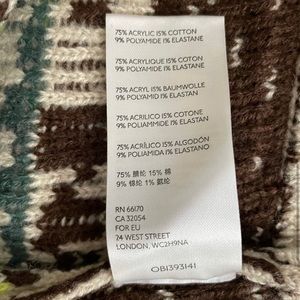 75% ACRYLIC 15% COTTON
9% POLYAMIDE 1% ELASTANE
75% ACRYLIQUE 15% COTON
9% POLYAMIDE 1% ELASTAN
75% ACRYL 15% BAUMWOLLE
9% POLYAMID 1% ELASTAN
75% ACRILICO 15% COTONE
9% POLIAMMIDE 1% ELASTAN
75% ACRÍLICO 15% ALGODÓN
9% POLIAMIDA 1% ELASTANO
75% 腈纶 15% 棉
9% 锦纶 1% 氨纶
RN 66170
CA 32054
FOR EU
24 WEST STREET
LONDON, WC2H9NA
OB1393141